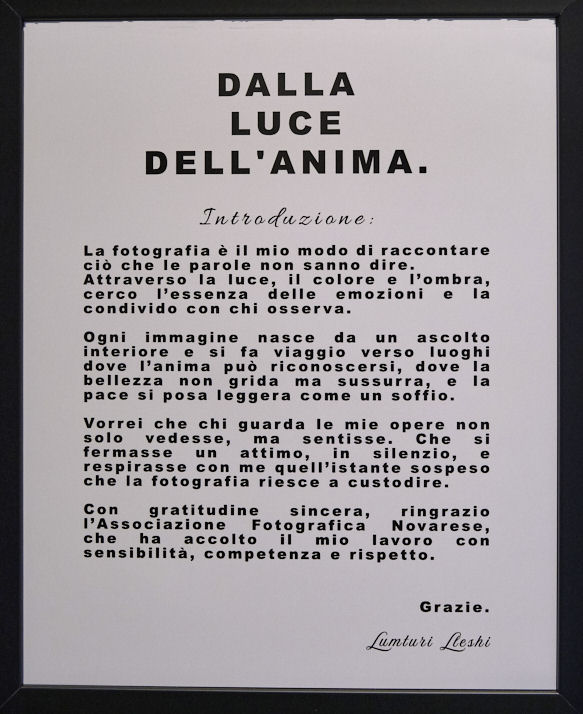 DALLA
LUCE
DELL'ANIMA.
Introduzione:
La fotografia è il mio modo di raccontare
ciò che le parole non sanno dire.
Attraverso la luce, il colore e l’ombra,
cerco l’essenza delle emozioni e la
condivido con chi osserva.
Ogni immagine nasce da un ascolto
interiore e si fa viaggio verso luoghi
dove l’anima può riconoscersi, dove la
bellezza non grida ma sussurra, e la
pace si posa leggera come un soffio.
Vorrei che chi guarda le mie opere non
solo vedesse, ma sentisse. Che si
fermasse un attimo, in silenzio, e
respirasse con me quell’istante sospeso
che la fotografia riesce a custodire.
Con gratitudine sincera, ringrazio
l’Associazione Fotografica Novarese,
che ha accolto il mio lavoro con
sensibilità, competenza e rispetto.
Grazie.
Lumturi Lleshi